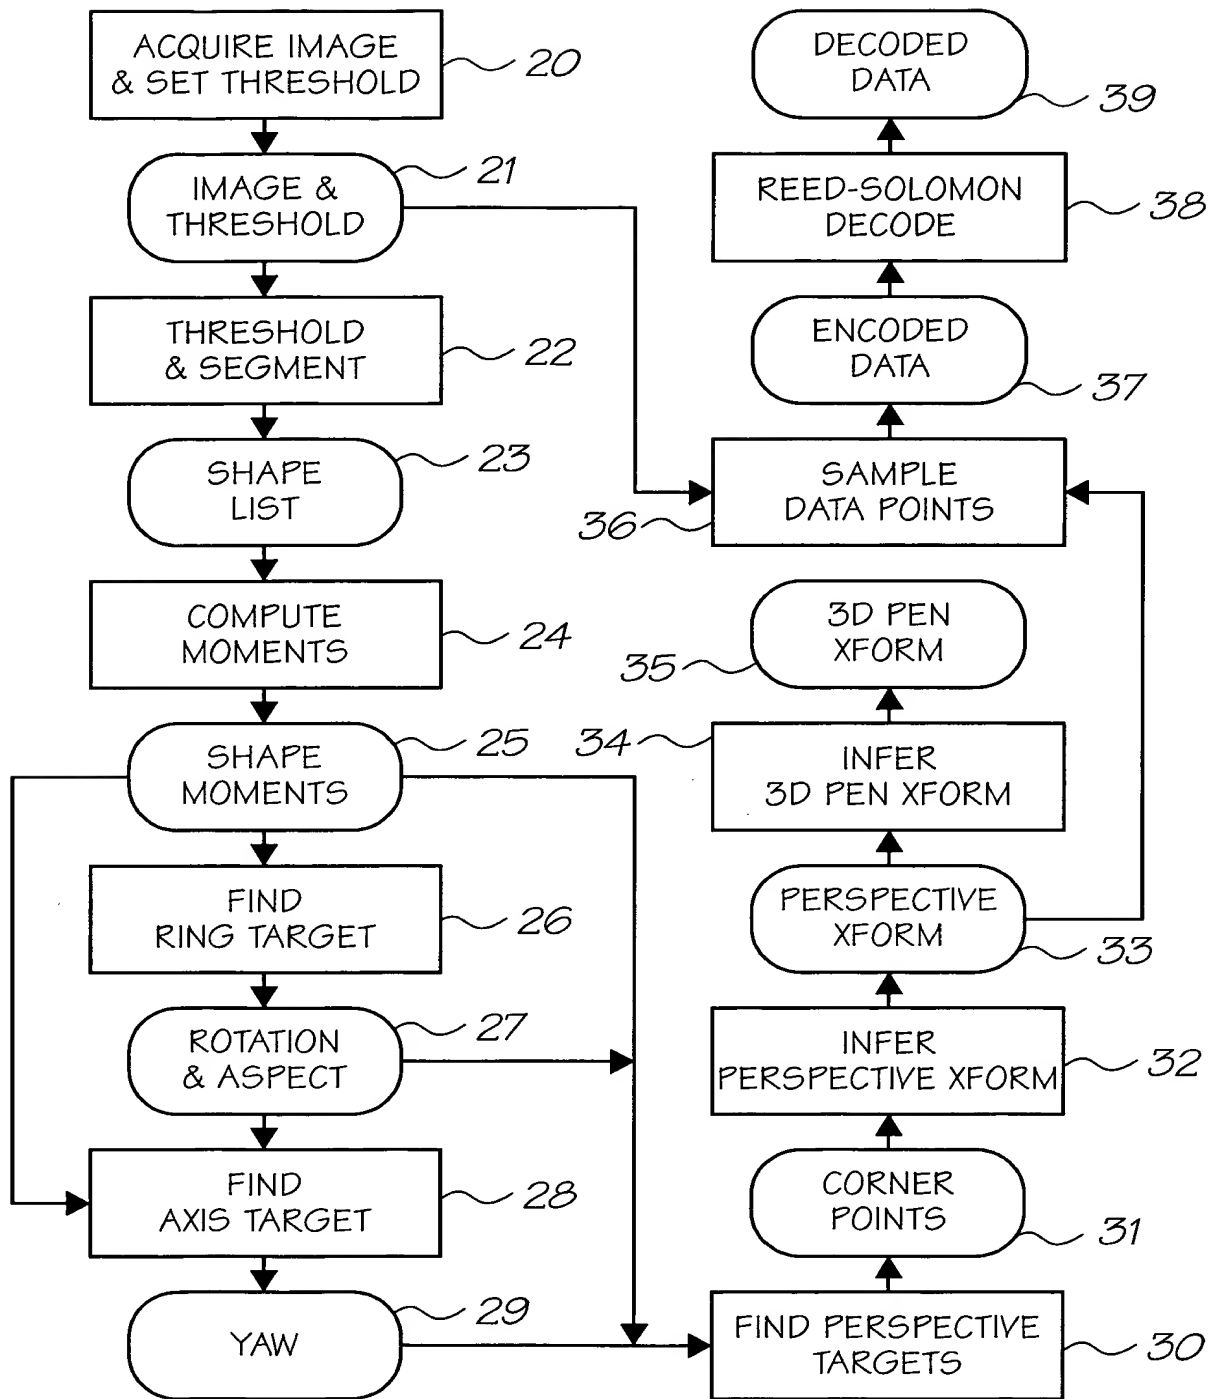 ACQUIRE IMAGE
& SET THRESHOLD
20
IMAGE &
THRESHOLD
21
THRESHOLD
& SEGMENT
22
SHAPE
LIST
23
COMPUTE
MOMENTS
24
SHAPE
MOMENTS
25
FIND
RING TARGET
26
ROTATION
& ASPECT
27
FIND
AXIS TARGET
28
YAW
29
DECODED
DATA
39
REED-SOLOMON
DECODE
38
ENCODED
DATA
37
SAMPLE
DATA POINTS
36
3D PEN
XFORM
35
INFER
3D PEN XFORM
34
PERSPECTIVE
XFORM
33
INFER
PERSPECTIVE XFORM
32
CORNER
POINTS
31
FIND PERSPECTIVE
TARGETS
30